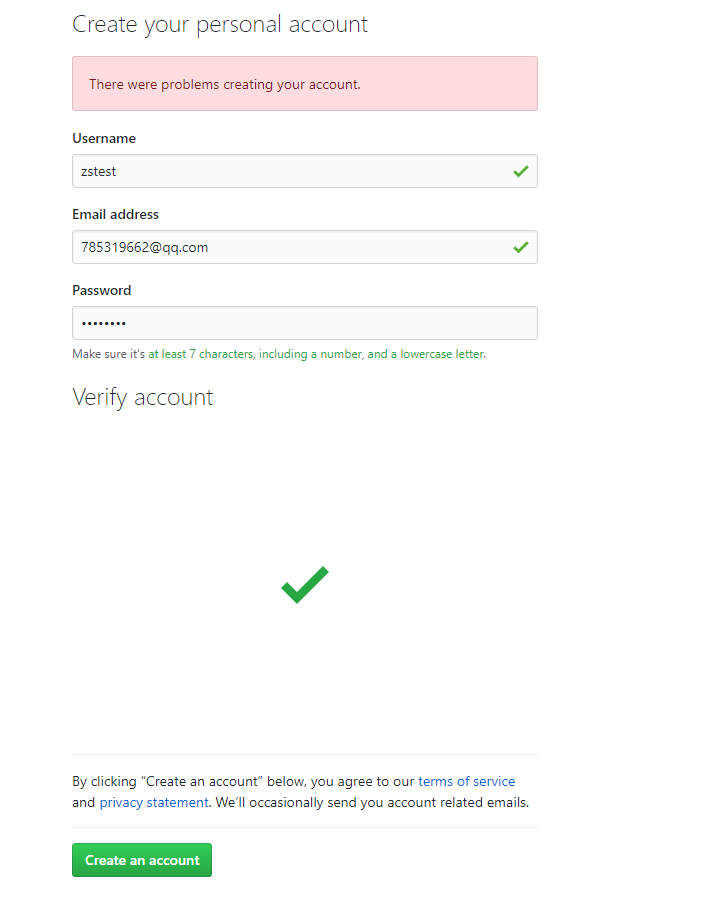 Create your personal account
There were problems creating your account.
Username
zstest
Email address
785319662@qq.com
Password
••••••••
Make sure it's at least 7 characters, including a number, and a lowercase letter.
Verify account
By clicking “Create an account” below, you agree to our terms of service
and privacy statement. We’ll occasionally send you account related emails.
Create an account